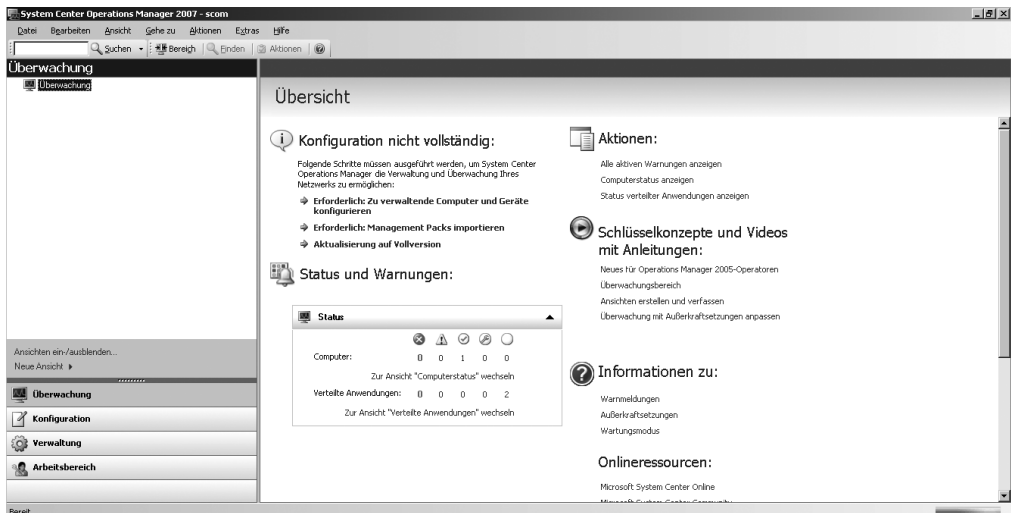 System Center Operations Manager 2007 - scom
Datei Bearbeiten Ansicht Gehe zu Aktionen Extras Hilfe
Suchen Bereich Finden Aktionen
Überwachung
Überwachung
Übersicht
Konfiguration nicht vollständig:
Folgende Schritte müssen ausgeführt werden, um System Center
Operations Manager die Verwaltung und Überwachung Ihres
Netzwerks zu ermöglichen:
Erforderlich: Zu verwaltende Computer und Geräte
konfigurieren
Erforderlich: Management Packs importieren
Aktualisierung auf Vollversion
Status und Warnungen:
Status
Computer: 0 0 1 0 0
Zur Ansicht "Computerstatus" wechseln
Verteilte Anwendungen: 0 0 0 0 2
Zur Ansicht "Verteilte Anwendungen" wechseln
Aktionen:
Alle aktiven Warnungen anzeigen
Computerstatus anzeigen
Status verteilter Anwendungen anzeigen
Schlüsselkonzepte und Videos
mit Anleitungen:
Neues für Operations Manager 2005-Operatoren
Überwachungsbereich
Ansichten erstellen und verfassen
Überwachung mit Außerkraftsetzungen anpassen
Informationen zu:
Warnmeldungen
Außerkraftsetzungen
Wartungsmodus
Onlineressourcen:
Microsoft System Center Online
Microsoft System Center Community
Ansichten ein-/ausblenden...
Neue Ansicht
Überwachung
Konfiguration
Verwaltung
Arbeitsbereich
Bereit